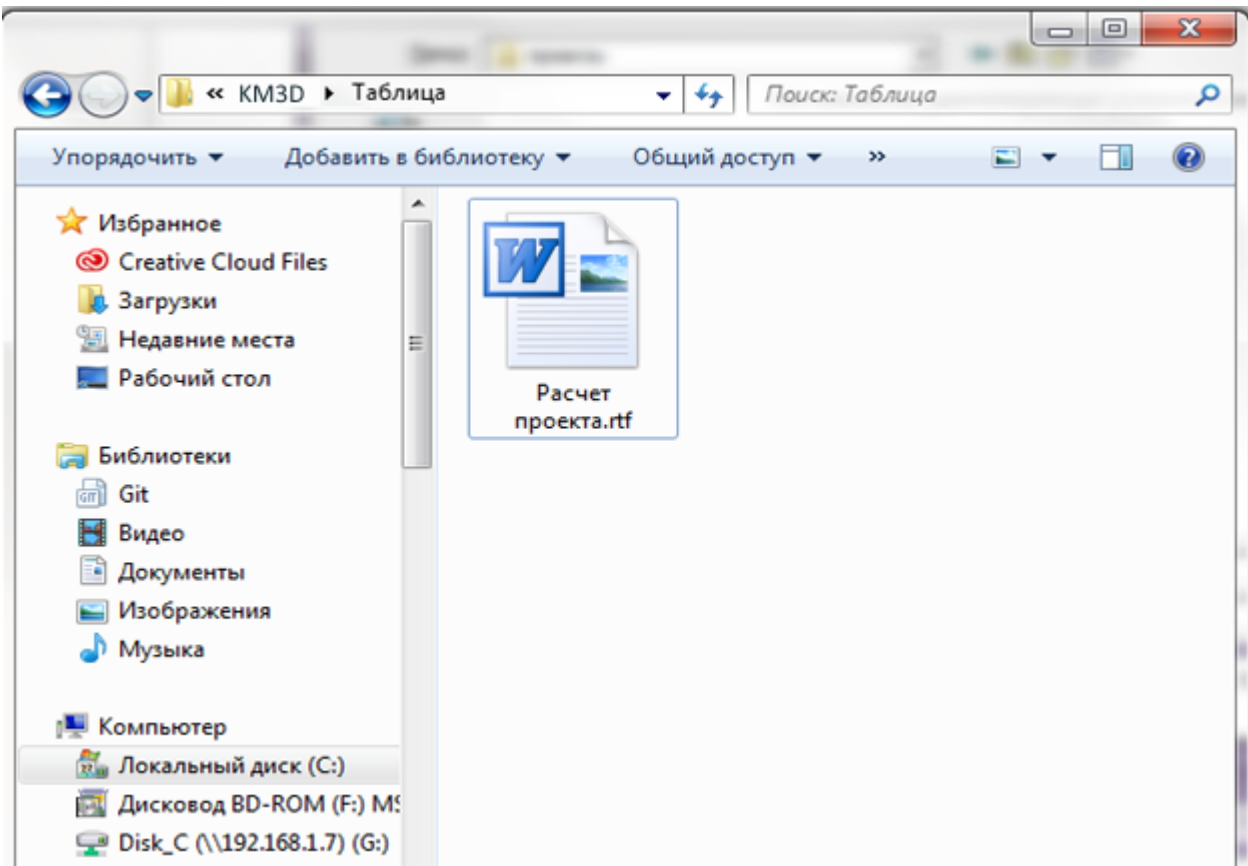 « KM3D ▸ Таблица
Поиск: Таблица
Упорядочить Добавить в библиотеку Общий доступ »
Избранное
Creative Cloud Files
Загрузки
Недавние места
Рабочий стол
Библиотеки
Git
Видео
Документы
Изображения
Музыка
Компьютер
Локальный диск (C:)
Дисковод BD-ROM (F:)
Disk_C (\\192.168.1.7) (G:)
W
Расчет
проекта.rtf